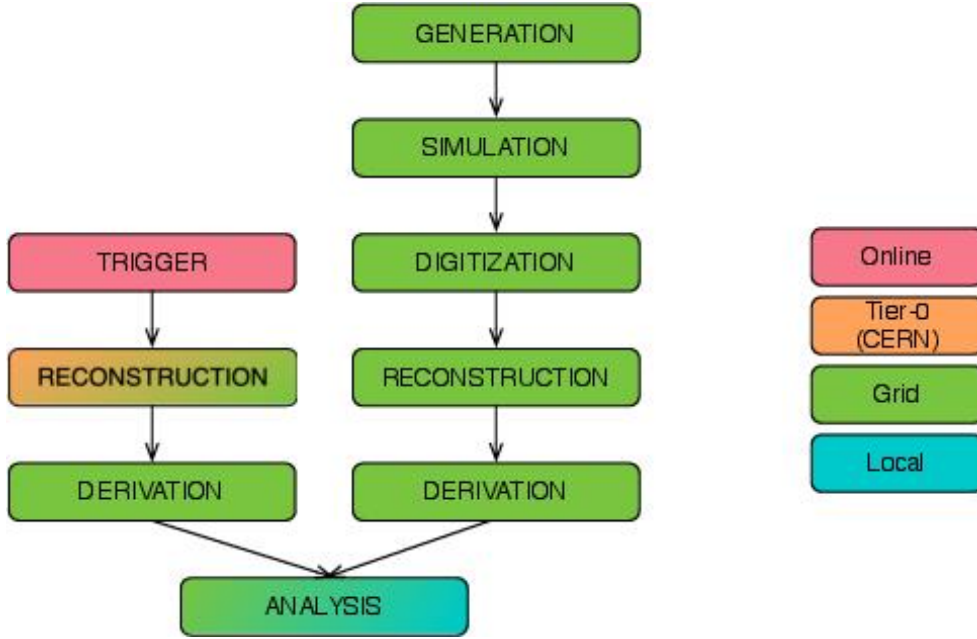 GENERATION
SIMULATION
TRIGGER
DIGITIZATION
RECONSTRUCTION
RECONSTRUCTION
DERIVATION
DERIVATION
ANALYSIS
Online
Tier-0
(CERN)
Grid
Local